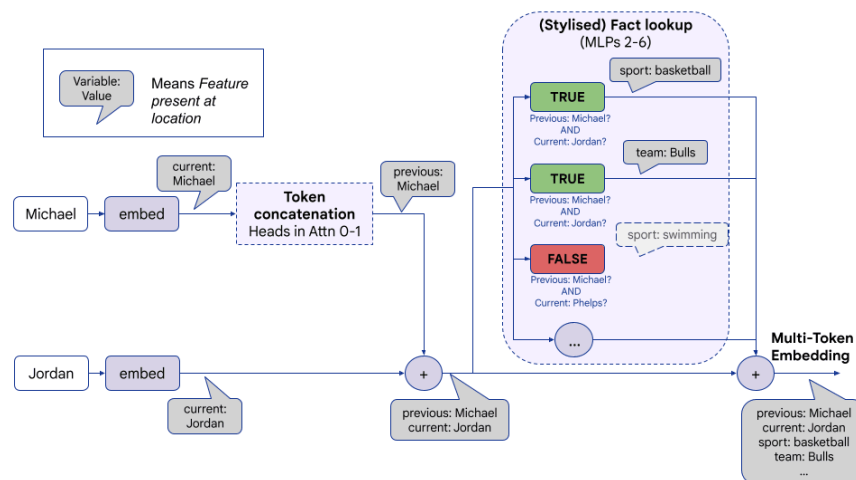 (Stylised) Fact lookup
(MLPs 2-6)
Variable:
Value
Means Feature
present at
location
sport: basketball
TRUE
Previous: Michael?
AND
Current: Jordan?
current:
Michael
previous:
Michael
team: Bulls
TRUE
Previous: Michael?
AND
Current: Jordan?
Michael
embed
Token
concatenation
Heads in Attn 0-1
sport: swimming
FALSE
Previous: Michael?
AND
Current: Phelps?
...
Multi-Token
Embedding
Jordan
embed
+
+
current:
Jordan
previous: Michael
current: Jordan
previous: Michael
current: Jordan
sport: basketball
team: Bulls
...